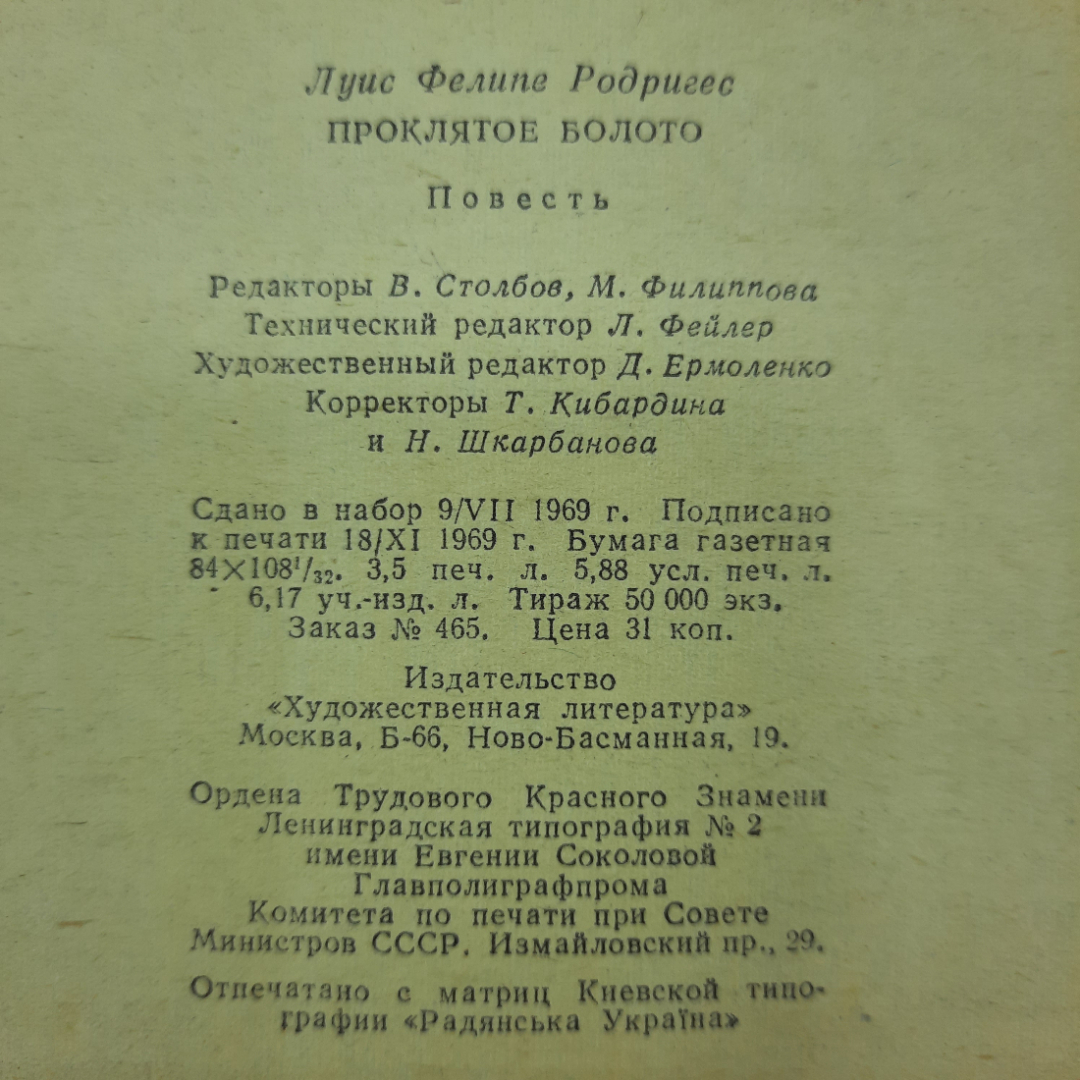 Луис Фелипе Родригес
ПРОКЛЯТОЕ БОЛОТО
Повесть
Редакторы В. Столбов, М. Филиппова
Технический редактор Л. Фейлер
Художественный редактор Д. Ермоленко
Корректоры Т. Кибардина
и Н. Шкарбанова
Сдано в набор 9/VII 1969 г. Подписано
к печати 18/XI 1969 г. Бумага газетная
84×108¹/₃₂. 3,5 печ. л. 5,88 усл. печ. л.
6,17 уч.-изд. л. Тираж 50 000 экз.
Заказ № 465. Цена 31 коп.
Издательство
«Художественная литература»
Москва, Б-66, Ново-Басманная, 19.
Ордена Трудового Красного Знамени
Ленинградская типография № 2
имени Евгении Соколовой
Главполиграфпрома
Комитета по печати при Совете
Министров СССР. Измайловский пр., 29.
Отпечатано с матриц Киевской типо-
графии «Радянська Україна»